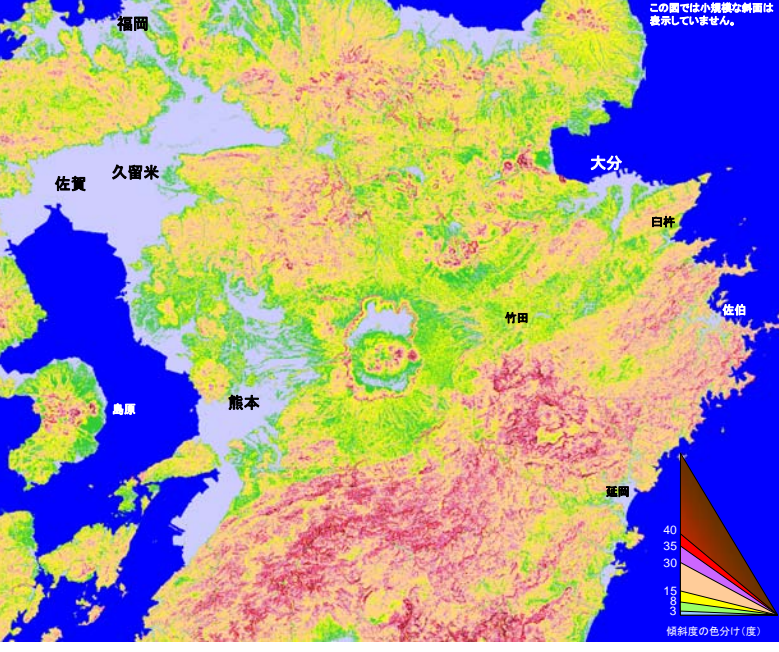 この図では小規模な斜面は
表示していません。
福岡
大分
久留米
佐賀
臼杵
佐伯
竹田
熊本
島原
延岡
40
35
30
15
8
3
傾斜度の色分け(度)